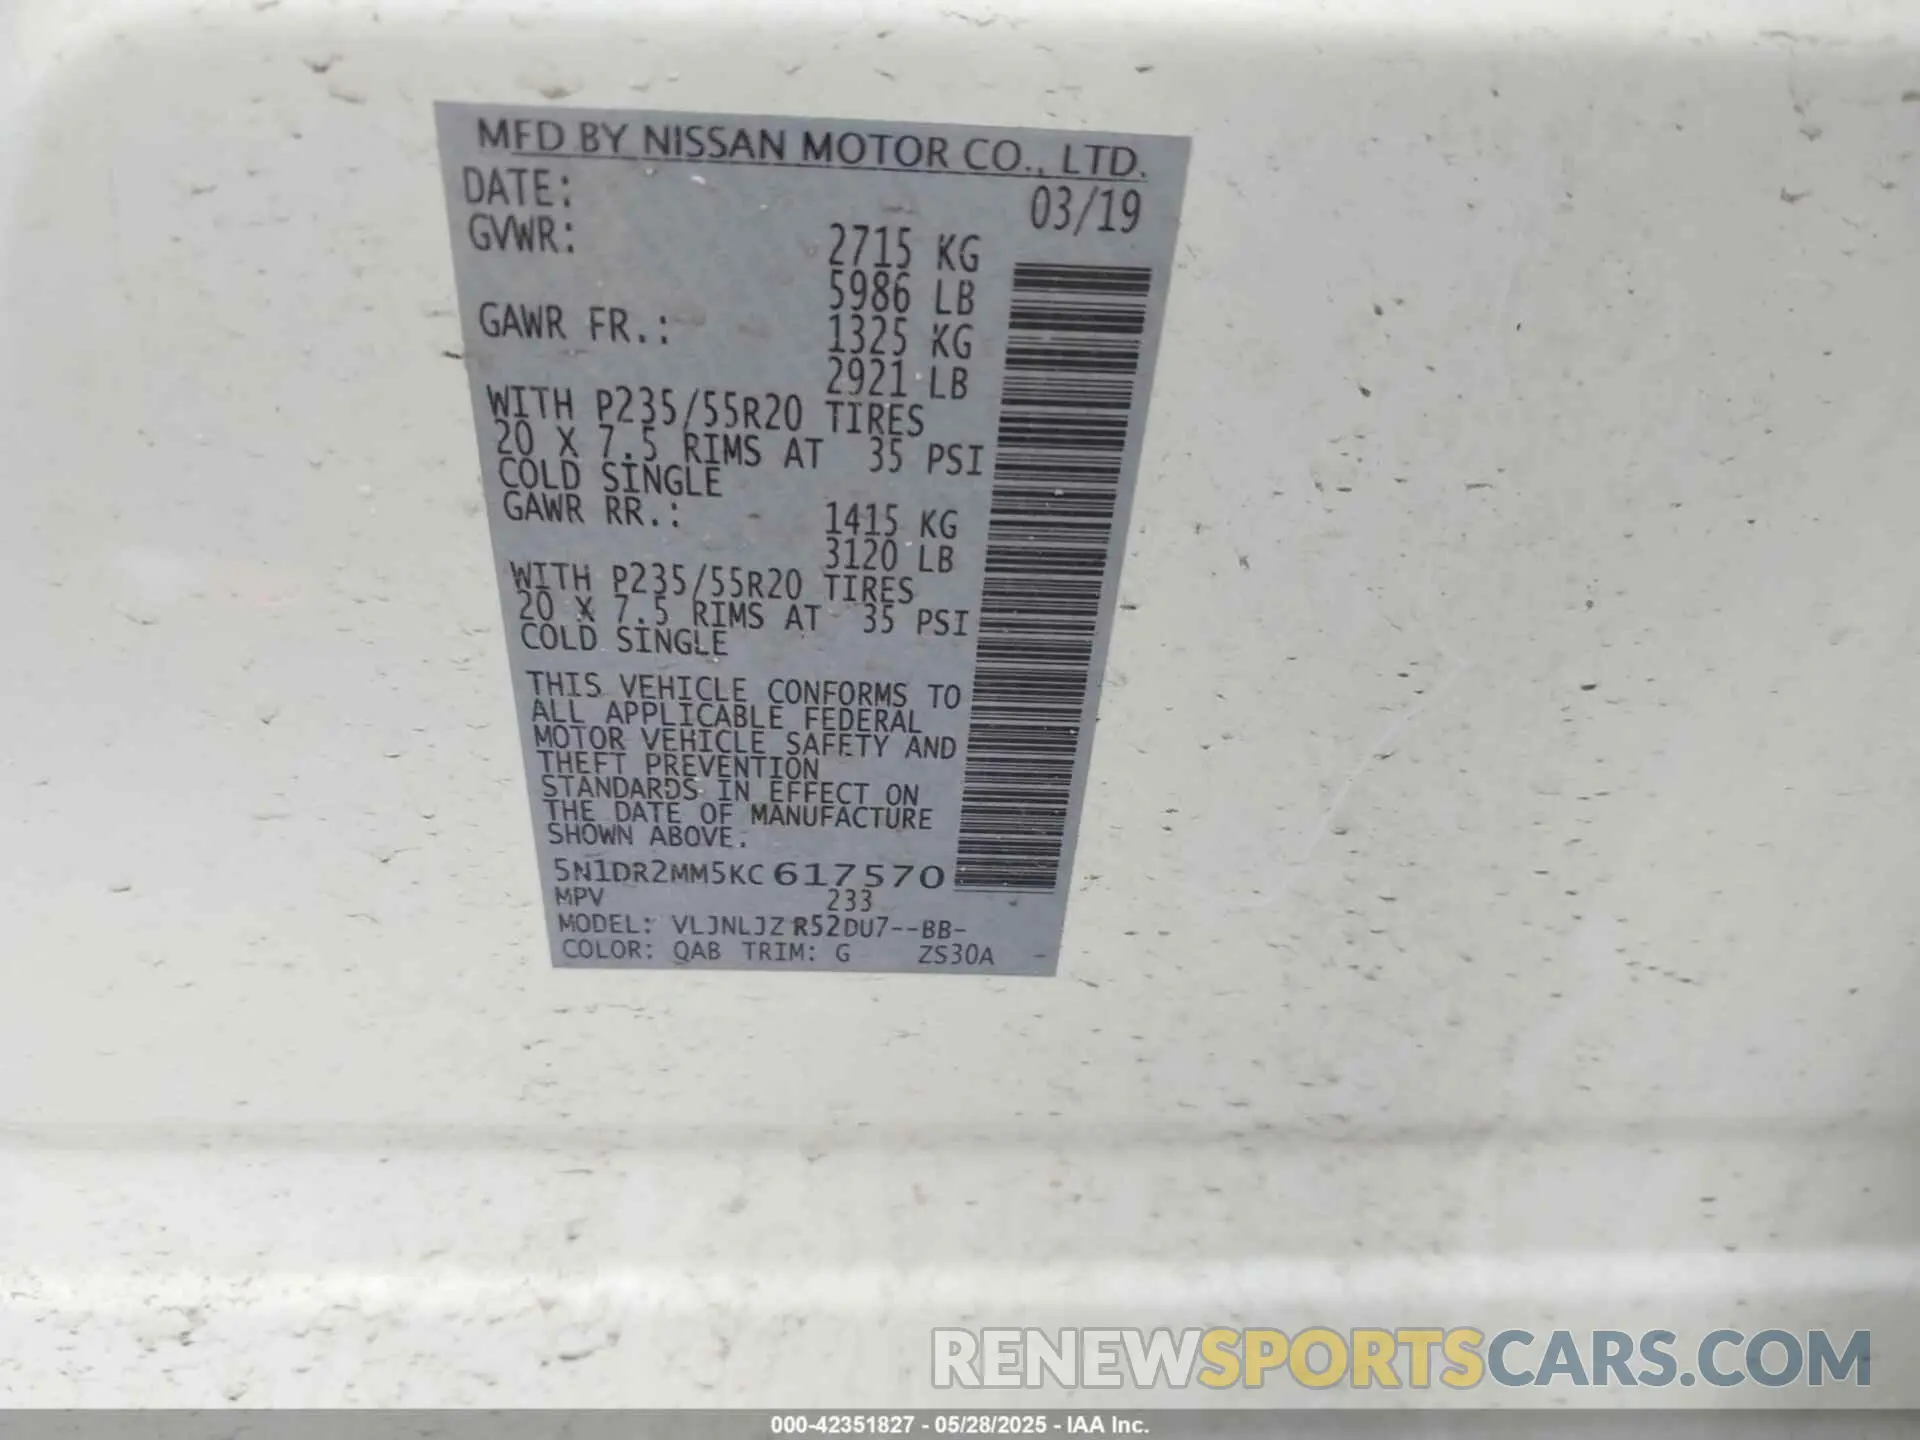 MFD BY NISSAN MOTOR CO., LTD.
DATE: 03/19
GVWR: 2715 KG
5986 LB
GAWR FR.: 1325 KG
2921 LB
WITH P235/55R20 TIRES
20 X 7.5 RIMS AT 35 PSI
COLD SINGLE
GAWR RR.: 1415 KG
3120 LB
WITH P235/55R20 TIRES
20 X 7.5 RIMS AT 35 PSI
COLD SINGLE
THIS VEHICLE CONFORMS TO
ALL APPLICABLE FEDERAL
MOTOR VEHICLE SAFETY AND
THEFT PREVENTION
STANDARDS IN EFFECT ON
THE DATE OF MANUFACTURE
SHOWN ABOVE.
5N1DR2MM5KC617570
MPV 233
MODEL: VLJNLJZ R52DU7--BB-
COLOR: QAB TRIM: G ZS30A -
RENEWSPORTSCARS.COM
000-42351827 - 05/28/2025 - IAA Inc.